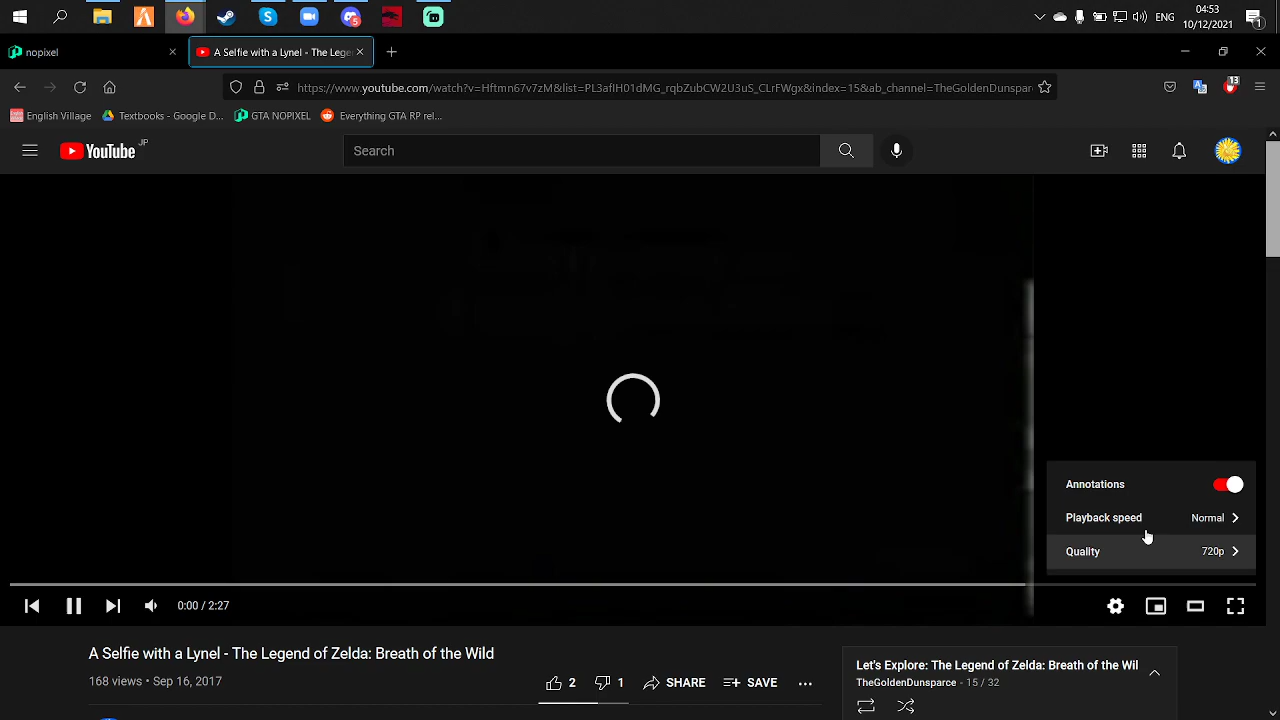 5
04:53
ENG
10/12/2021
1
nopixel
A Selfie with a Lynel - The Lege
https://www.youtube.com/watch?v=Hftmn67v7zM&list=PL3afIH01dMG_rqbZubCW2U3uS_CLrFWgx&index=15&ab_channel=TheGoldenDunspar
13
English Village
Textbooks - Google D...
GTA NOPIXEL
Everything GTA RP rel...
YouTube JP
Search
Annotations
Playback speed Normal
Quality 720p
0:00 / 2:27
A Selfie with a Lynel - The Legend of Zelda: Breath of the Wild
168 views • Sep 16, 2017
2
1
SHARE
SAVE
Let's Explore: The Legend of Zelda: Breath of the Wil
TheGoldenDunsparce - 15 / 32